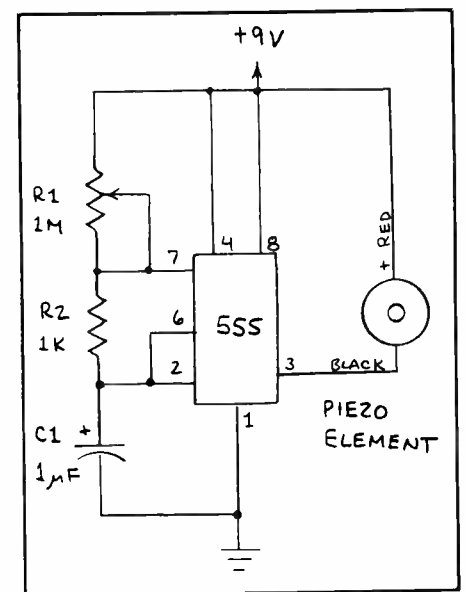 +9V
R1
1M
4
8
+ RED
7
R2
1K
6
555
2
3
BLACK
1
C1
+
1μF
PIEZO
ELEMENT